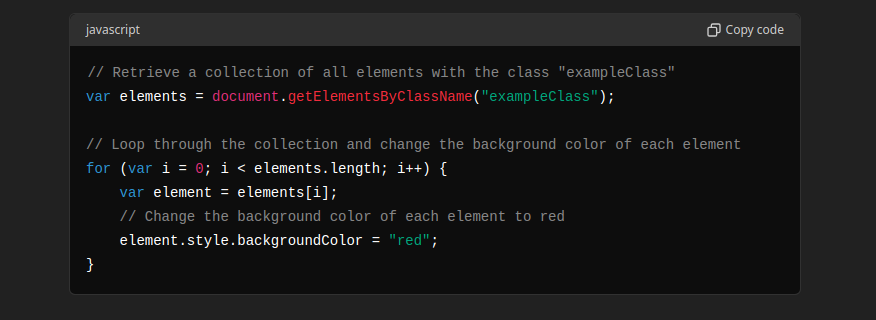 javascript
Copy code
// Retrieve a collection of all elements with the class "exampleClass"
var elements = document.getElementsByClassName("exampleClass");
// Loop through the collection and change the background color of each element
for (var i = 0; i < elements.length; i++) {
    var element = elements[i];
    // Change the background color of each element to red
    element.style.backgroundColor = "red";
}